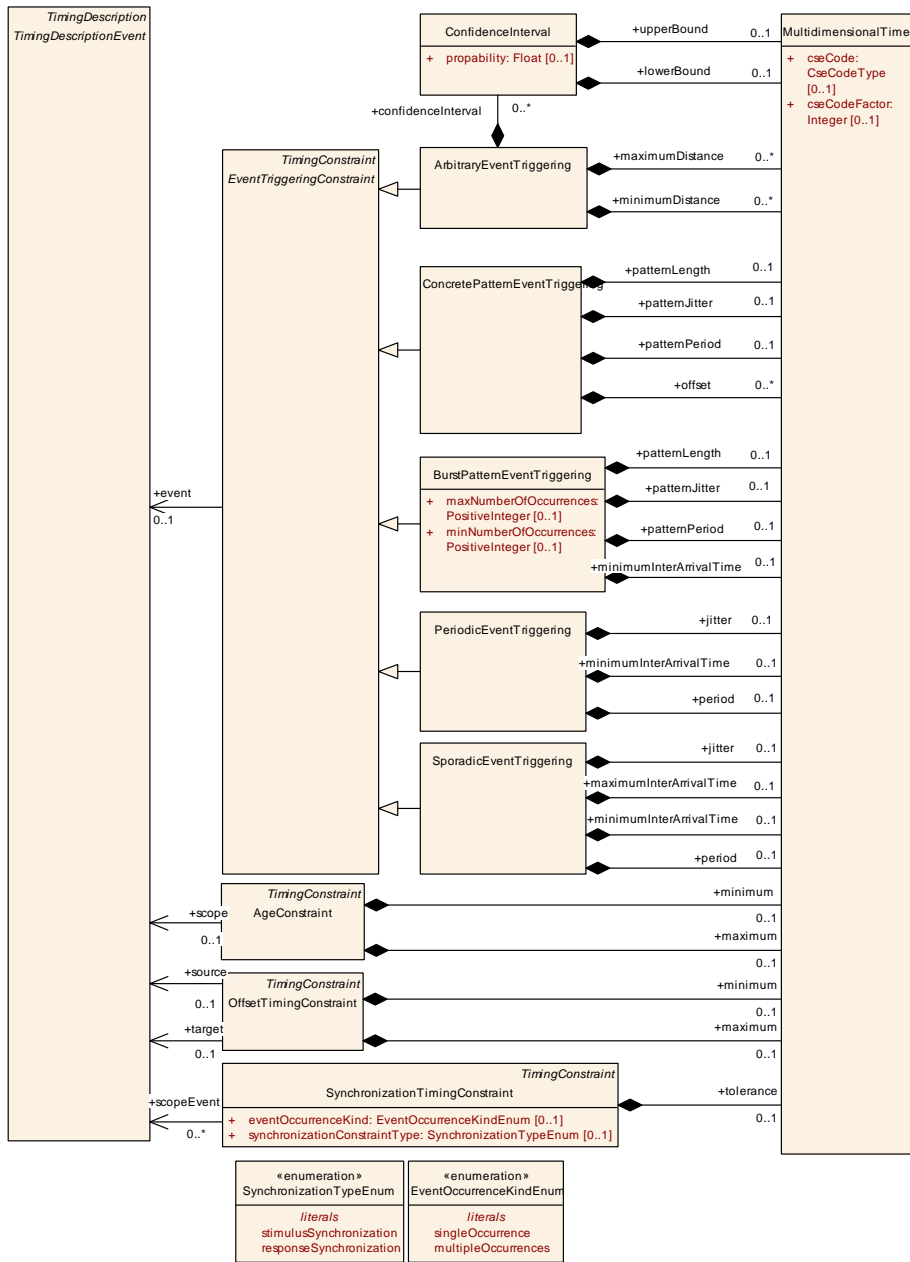 TimingDescription
TimingDescriptionEvent
ConfidenceInterval
+ propability: Float [0..1]
+upperBound
0..1
+lowerBound
0..1
MultidimensionalTime
+ cseCode:
CseCodeType
[0..1]
+ cseCodeFactor:
Integer [0..1]
+confidenceInterval
0..*
TimingConstraint
EventTriggeringConstraint
ArbitraryEventTriggering
+maximumDistance
0..*
+minimumDistance
0..*
ConcretePatternEventTriggering
+patternLength
0..1
+patternJitter
0..1
+patternPeriod
0..1
+offset
0..*
BurstPatternEventTriggering
+ maxNumberOfOccurrences:
PositiveInteger [0..1]
+ minNumberOfOccurrences:
PositiveInteger [0..1]
+patternLength
0..1
+patternJitter
0..1
+patternPeriod
0..1
+minimumInterArrivalTime
0..1
+event
0..1
PeriodicEventTriggering
+jitter
0..1
+minimumInterArrivalTime
0..1
+period
0..1
SporadicEventTriggering
+jitter
0..1
+maximumInterArrivalTime
0..1
+minimumInterArrivalTime
0..1
+period
0..1
TimingConstraint
AgeConstraint
+scope
0..1
+minimum
0..1
+maximum
0..1
TimingConstraint
OffsetTimingConstraint
+source
0..1
+target
0..1
+minimum
0..1
+maximum
0..1
TimingConstraint
SynchronizationTimingConstraint
+ eventOccurrenceKind: EventOccurrenceKindEnum [0..1]
+ synchronizationConstraintType: SynchronizationTypeEnum [0..1]
+scopeEvent
0..*
+tolerance
0..1
«enumeration»
SynchronizationTypeEnum
literals
stimulusSynchronization
responseSynchronization
«enumeration»
EventOccurrenceKindEnum
literals
singleOccurrence
multipleOccurrences